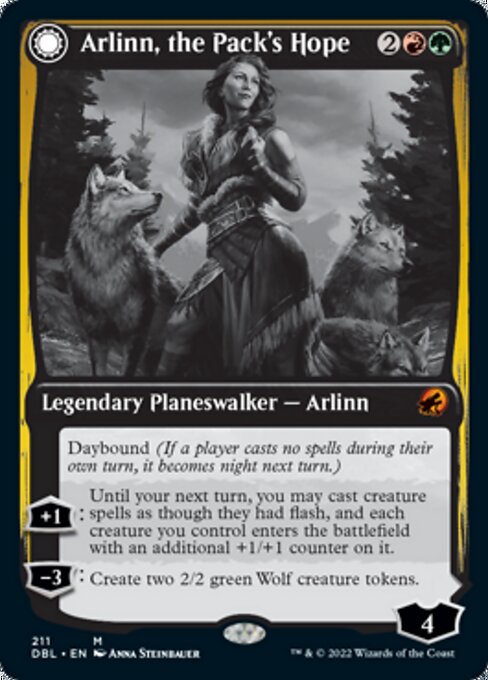 Arlinn, the Pack's Hope 2
Legendary Planeswalker — Arlinn
Daybound (If a player casts no spells during their
own turn, it becomes night next turn.)
+1: Until your next turn, you may cast creature
spells as though they had flash, and each
creature you control enters the battlefield
with an additional +1/+1 counter on it.
−3: Create two 2/2 green Wolf creature tokens.
4
211 M
DBL • EN Anna Steinbauer
™ & © 2022 Wizards of the Coast